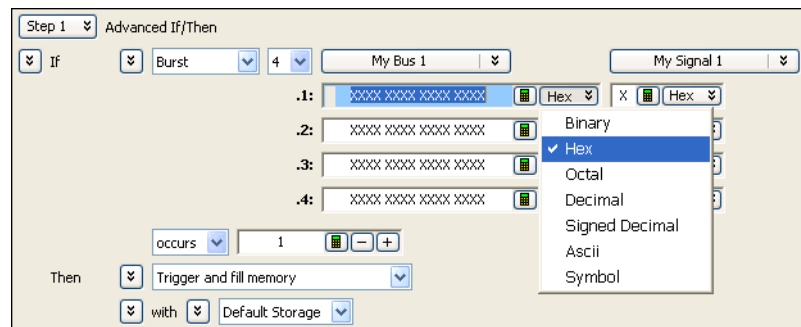 Step 1 Advanced If/Then
If Burst 4 My Bus 1 My Signal 1
.1: XXXX XXXX XXXX XXXX Hex X Hex
.2: XXXX XXXX XXXX XXXX
.3: XXXX XXXX XXXX XXXX
.4: XXXX XXXX XXXX XXXX
Binary
Hex
Octal
Decimal
Signed Decimal
Ascii
Symbol
occurs 1
Then Trigger and fill memory
with Default Storage